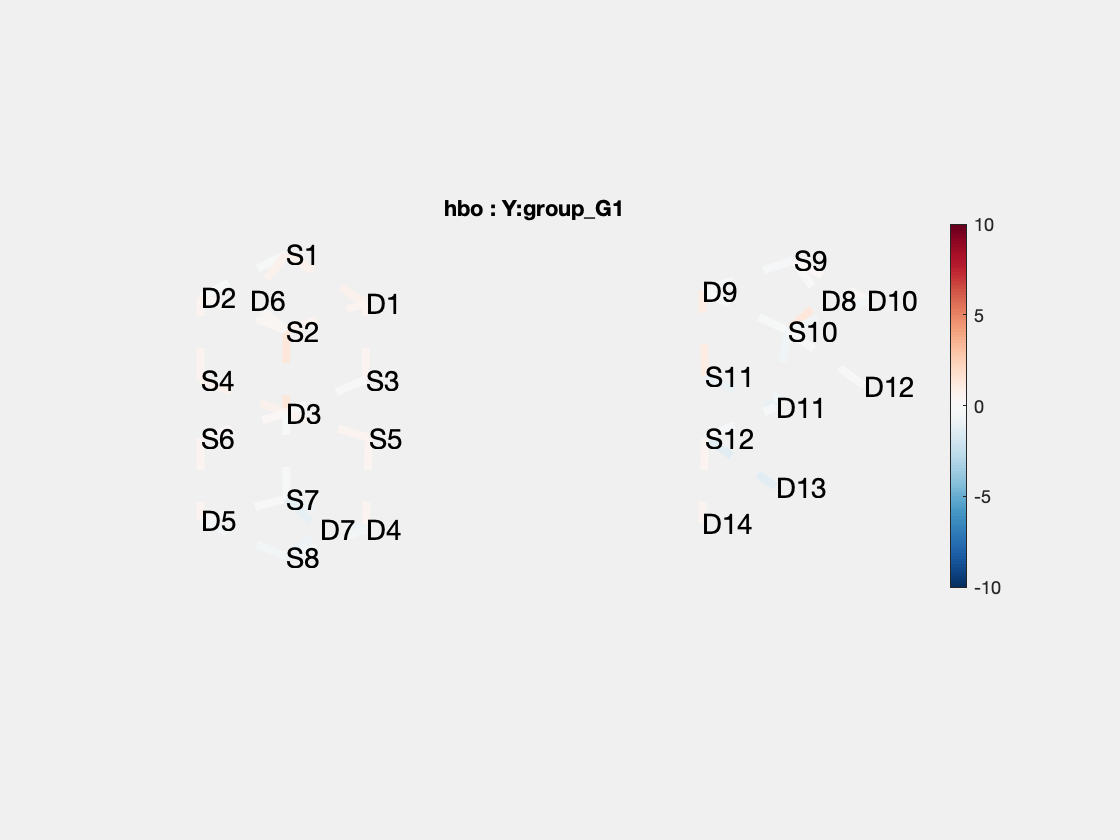 hbo : Y:group_G1
S1
D2
D6
D1
S2
S4
S3
D3
S6
S5
S7
D5
D7
D4
S8
S9
D9
D8
D10
S10
S11
D12
D11
S12
D13
D14
10
5
0
-5
-10